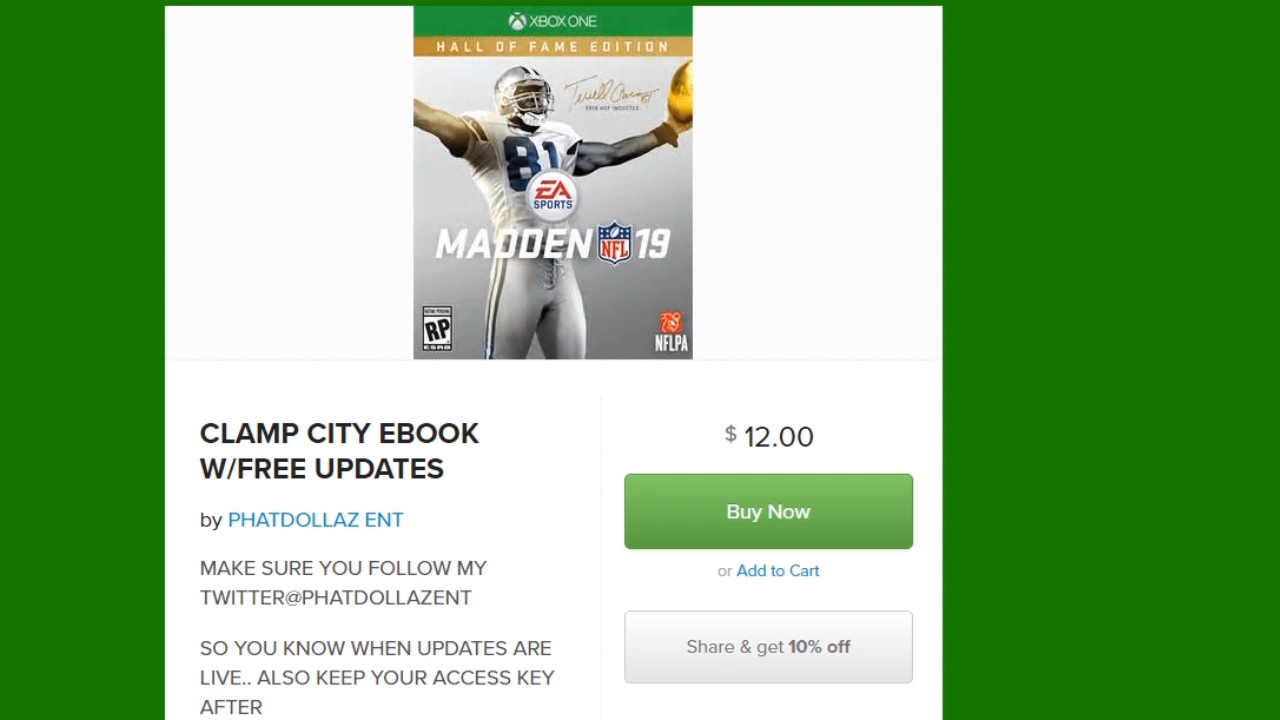 XBOX ONE
HALL OF FAME EDITION
81
EA
SPORTS
MADDEN NFL 19
RP
ESRB
NFLPA
CLAMP CITY EBOOK
W/FREE UPDATES
by PHATDOLLAZ ENT
MAKE SURE YOU FOLLOW MY
TWITTER@PHATDOLLAZENT
SO YOU KNOW WHEN UPDATES ARE
LIVE.. ALSO KEEP YOUR ACCESS KEY
AFTER
$ 12.00
Buy Now
or Add to Cart
Share & get 10% off